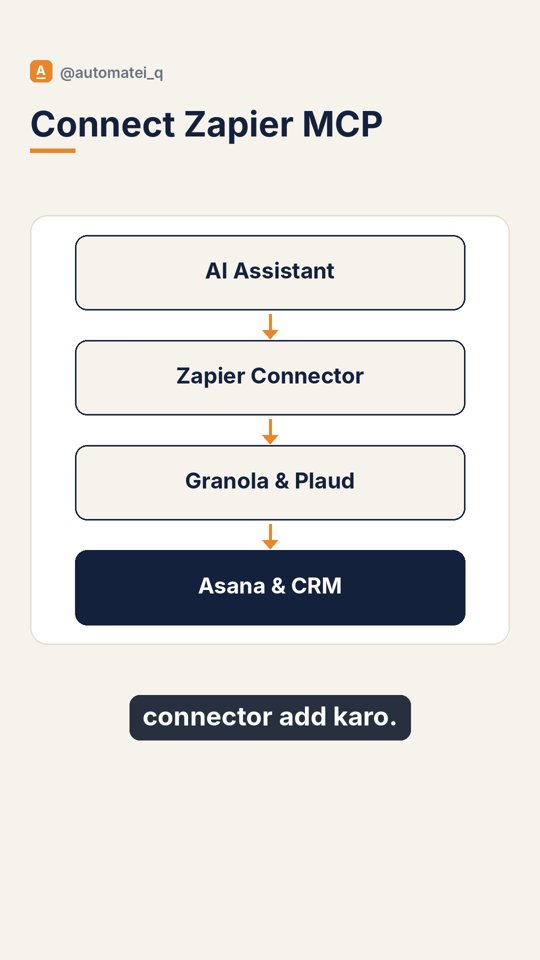 A
@automatei_q
Connect Zapier MCP
AI Assistant
Zapier Connector
Granola & Plaud
Asana & CRM
connector add karo.